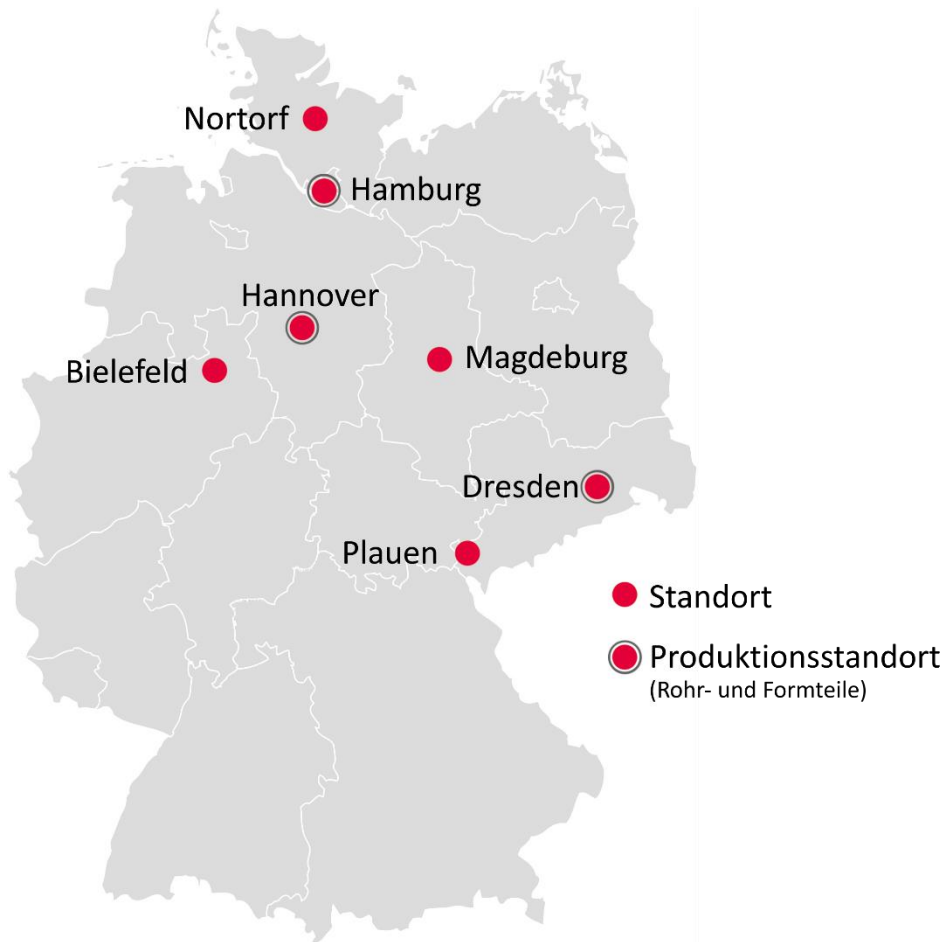 Nortorf
Hamburg
Hannover
Bielefeld
Magdeburg
Dresden
Plauen
Standort
Produktionsstandort
(Rohr- und Formteile)